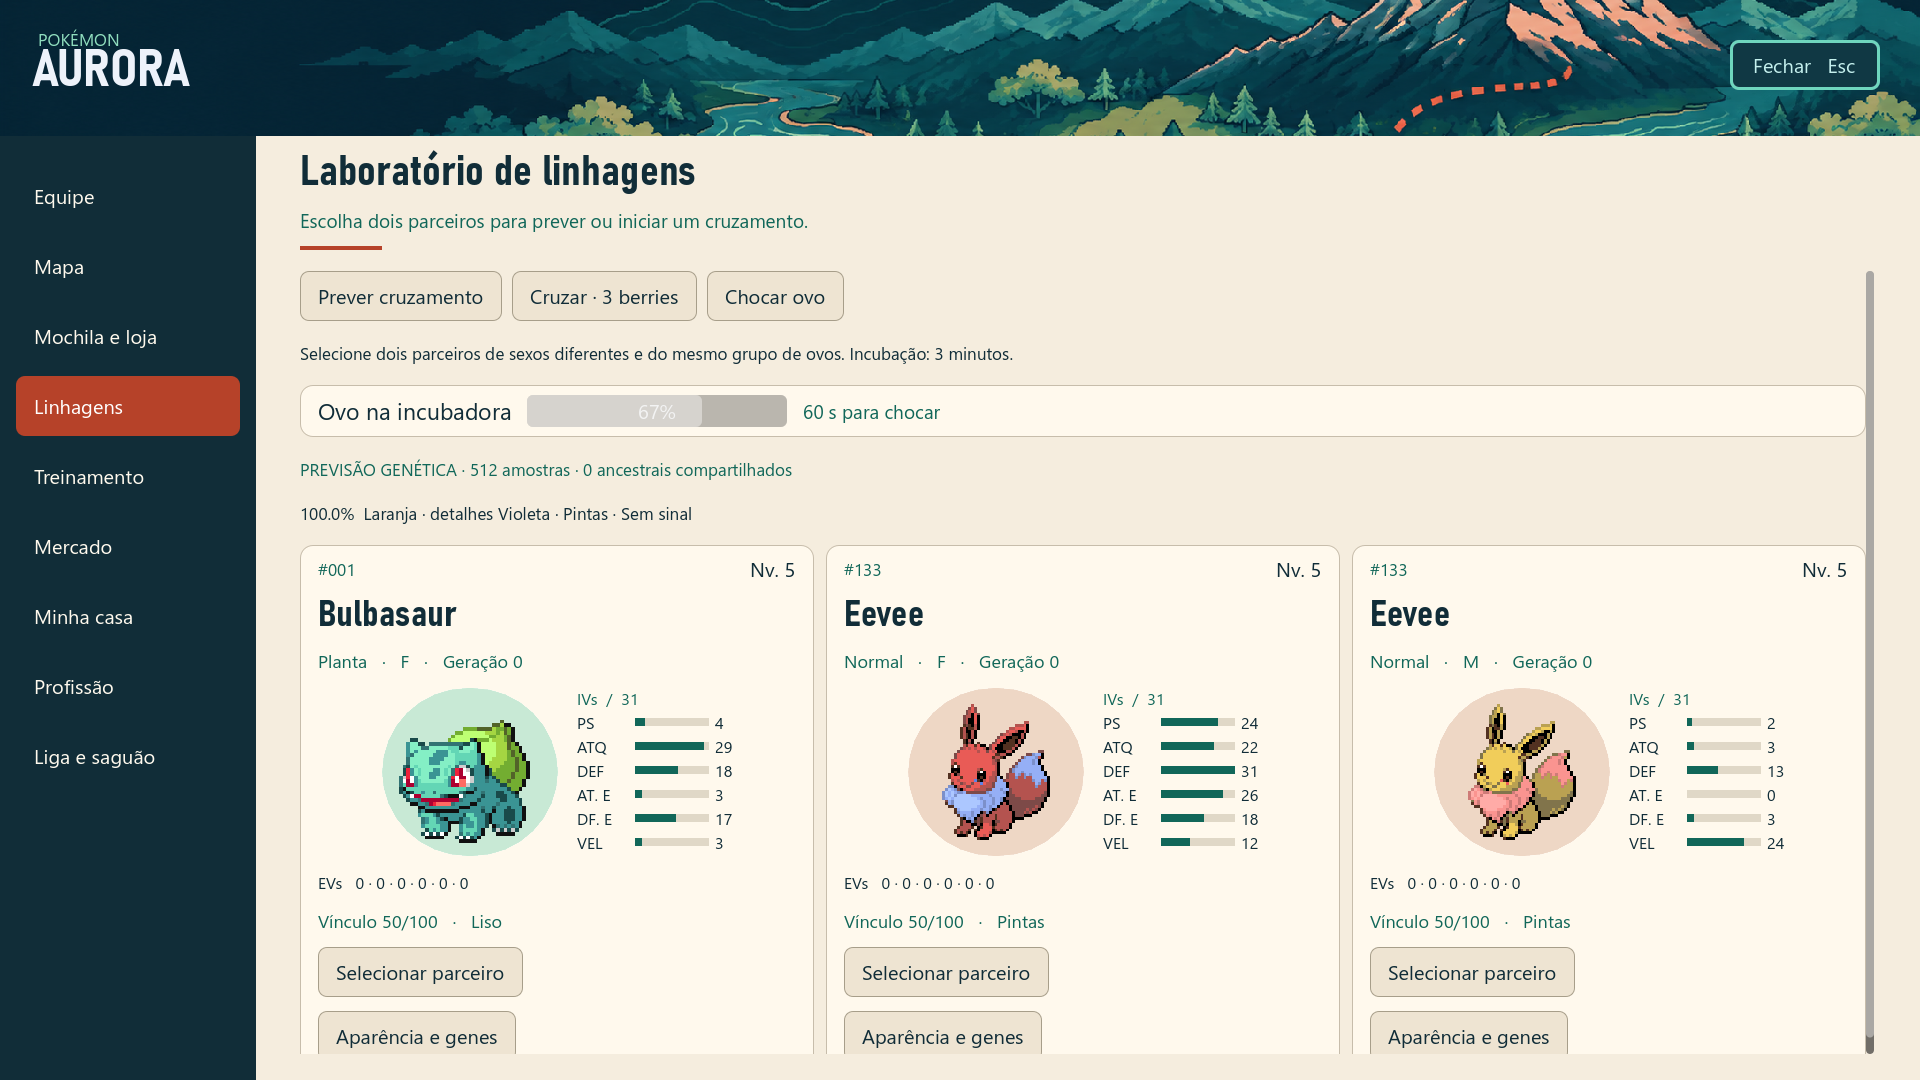 POKÉMON
AURORA
Fechar Esc
Equipe
Mapa
Mochila e loja
Linhagens
Treinamento
Mercado
Minha casa
Profissão
Liga e saguão
Laboratório de linhagens
Escolha dois parceiros para prever ou iniciar um cruzamento.
Prever cruzamento
Cruzar · 3 berries
Chocar ovo
Selecione dois parceiros de sexos diferentes e do mesmo grupo de ovos. Incubação: 3 minutos.
Ovo na incubadora 67% 60 s para chocar
PREVISÃO GENÉTICA · 512 amostras · 0 ancestrais compartilhados
100.0% Laranja · detalhes Violeta · Pintas · Sem sinal
#001 Nv. 5
Bulbasaur
Planta · F · Geração 0
IVs / 31
PS 4
ATQ 29
DEF 18
AT. E 3
DF. E 17
VEL 3
EVs 0 · 0 · 0 · 0 · 0 · 0
Vínculo 50/100 · Liso
Selecionar parceiro
Aparência e genes
#133 Nv. 5
Eevee
Normal · F · Geração 0
IVs / 31
PS 24
ATQ 22
DEF 31
AT. E 26
DF. E 18
VEL 12
EVs 0 · 0 · 0 · 0 · 0 · 0
Vínculo 50/100 · Pintas
Selecionar parceiro
Aparência e genes
#133 Nv. 5
Eevee
Normal · M · Geração 0
IVs / 31
PS 2
ATQ 3
DEF 13
AT. E 0
DF. E 3
VEL 24
EVs 0 · 0 · 0 · 0 · 0 · 0
Vínculo 50/100 · Pintas
Selecionar parceiro
Aparência e genes